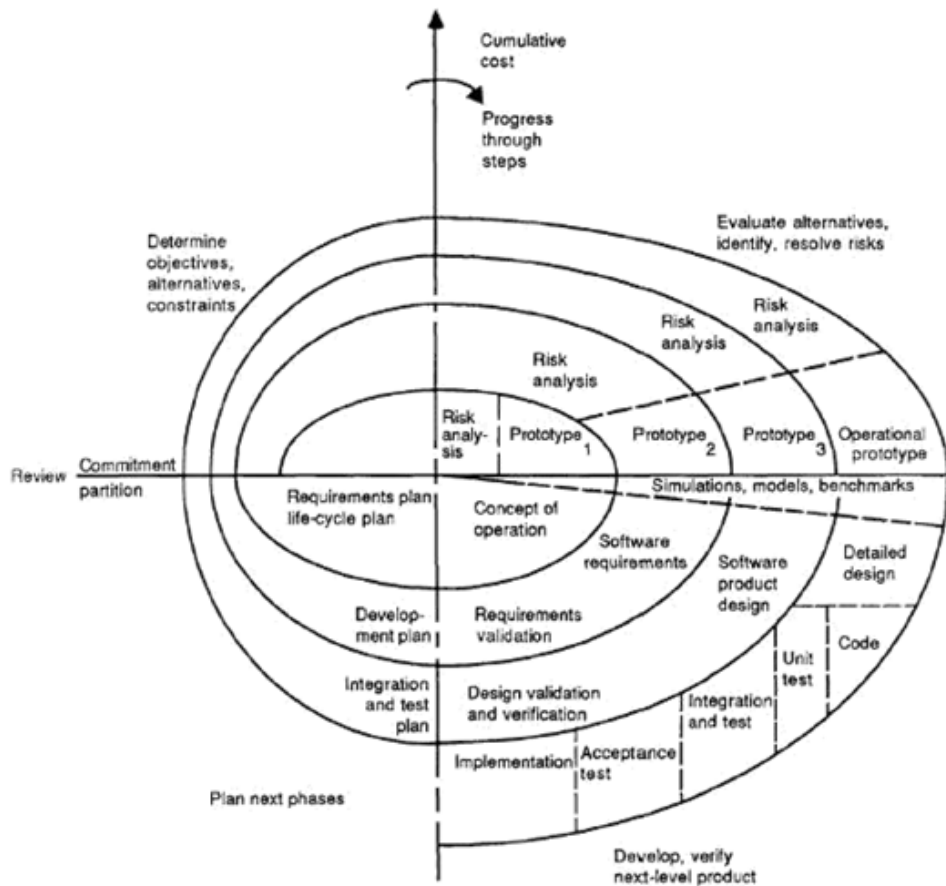 Cumulative
cost
Progress
through
steps
Evaluate alternatives,
identify, resolve risks
Determine
objectives,
alternatives,
constraints
Risk
analysis
Risk
analysis
Risk
analysis
Risk
analy-
sis
Prototype
1
Prototype
2
Prototype
3
Operational
prototype
Review
Commitment
partition
Simulations, models, benchmarks
Requirements plan
life-cycle plan
Concept of
operation
Software
requirements
Software
product
design
Detailed
design
Develop-
ment plan
Requirements
validation
Code
Unit
test
Integration
and test
plan
Design validation
and verification
Integration
and test
Acceptance
test
Implementation
Plan next phases
Develop, verify
next-level product